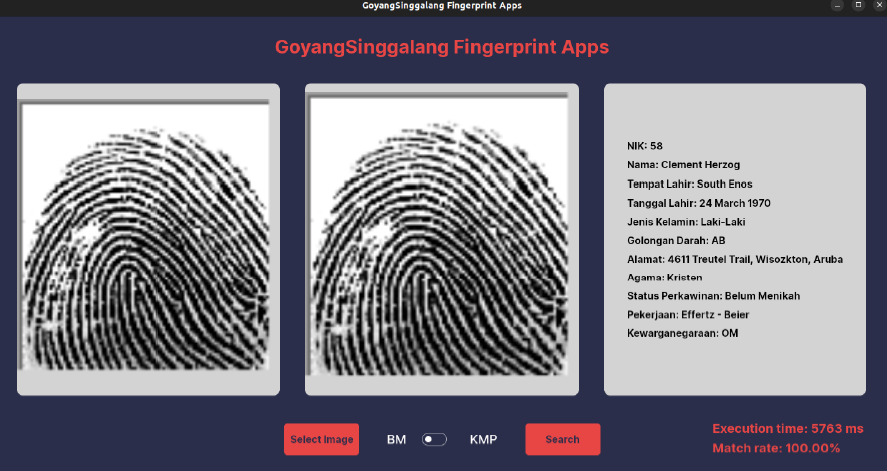 GoyangSinggalang Fingerprint Apps
GoyangSinggalang Fingerprint Apps
NIK: 58
Nama: Clement Herzog
Tempat Lahir: South Enos
Tanggal Lahir: 24 March 1970
Jenis Kelamin: Laki-Laki
Golongan Darah: AB
Alamat: 4611 Treutel Trail, Wisozkton, Aruba
Agama: Kristen
Status Perkawinan: Belum Menikah
Pekerjaan: Effertz - Beier
Kewarganegaraan: OM
Select Image
BM
KMP
Search
Execution time: 5763 ms
Match rate: 100.00%